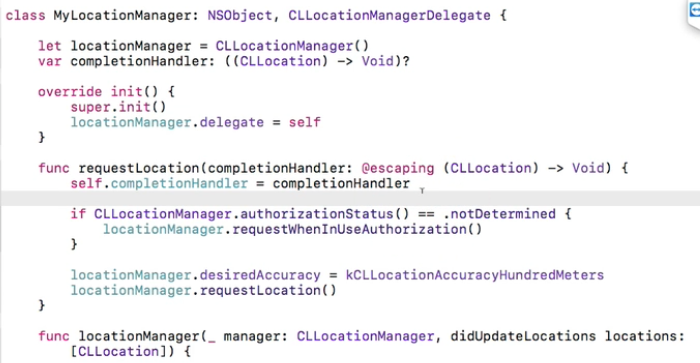 class MyLocationManager: NSObject, CLLocationManagerDelegate {
let locationManager = CLLocationManager()
var completionHandler: ((CLLocation) -> Void)?
override init() {
super.init()
locationManager.delegate = self
}
func requestLocation(completionHandler: @escaping (CLLocation) -> Void) {
self.completionHandler = completionHandler
if CLLocationManager.authorizationStatus() == .notDetermined {
locationManager.requestWhenInUseAuthorization()
}
locationManager.desiredAccuracy = kCLLocationAccuracyHundredMeters
locationManager.requestLocation()
}
func locationManager(_ manager: CLLocationManager, didUpdateLocations locations:
[CLLocation]) {